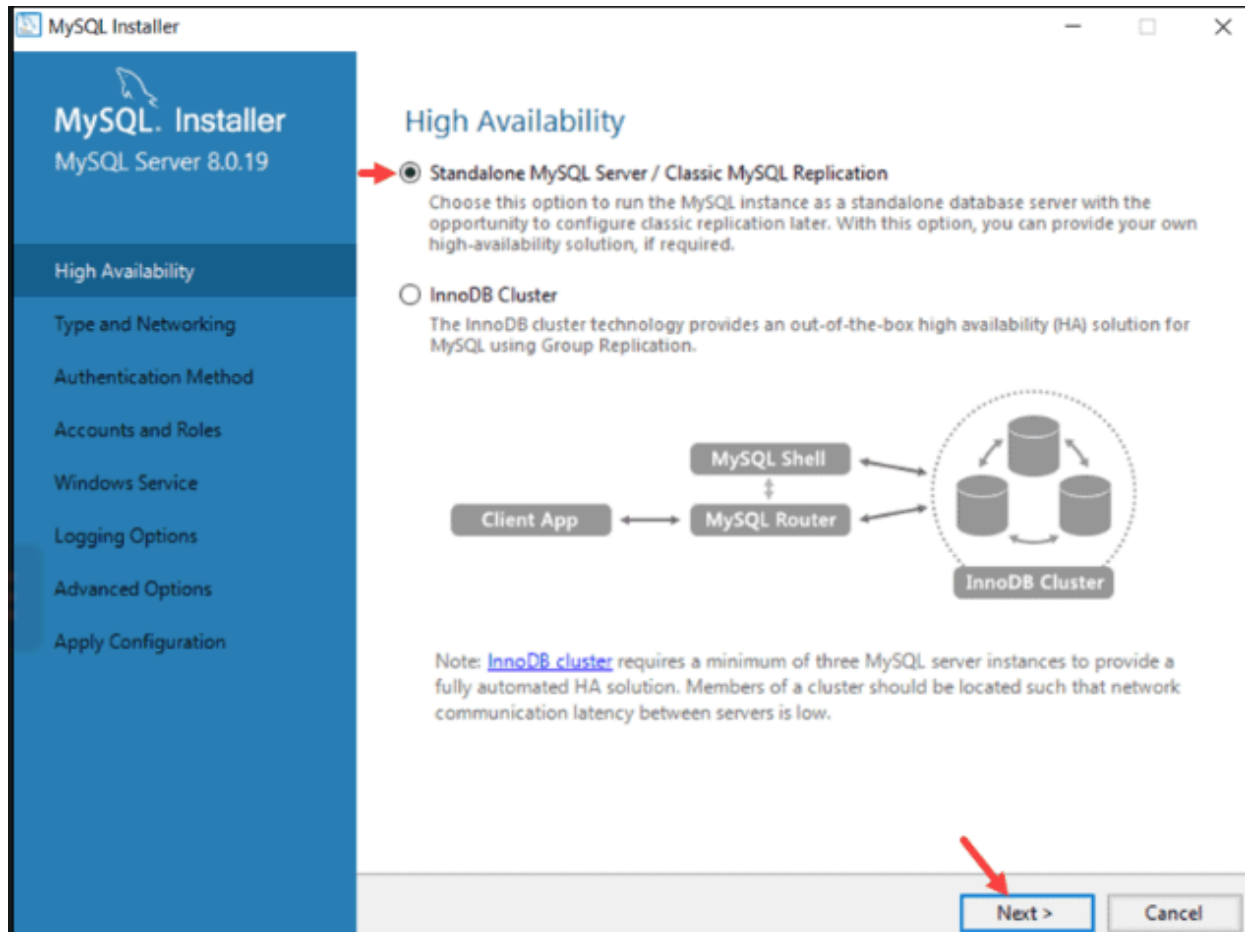 MySQL Installer
MySQL. Installer
MySQL Server 8.0.19
High Availability
Type and Networking
Authentication Method
Accounts and Roles
Windows Service
Logging Options
Advanced Options
Apply Configuration
High Availability
Standalone MySQL Server / Classic MySQL Replication
Choose this option to run the MySQL instance as a standalone database server with the
opportunity to configure classic replication later. With this option, you can provide your own
high-availability solution, if required.
InnoDB Cluster
The InnoDB cluster technology provides an out-of-the-box high availability (HA) solution for
MySQL using Group Replication.
MySQL Shell
Client App
MySQL Router
InnoDB Cluster
Note: InnoDB cluster requires a minimum of three MySQL server instances to provide a
fully automated HA solution. Members of a cluster should be located such that network
communication latency between servers is low.
Next >
Cancel